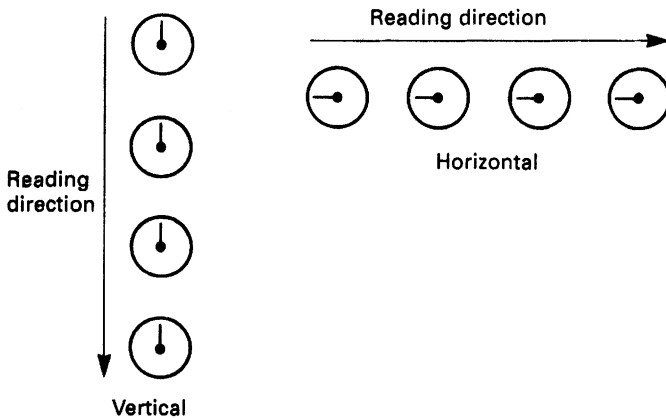 Reading direction
Horizontal
Reading
direction
Vertical